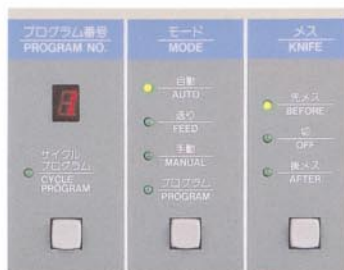 プログラム番号
PROGRAM NO.
3
サイクル
プログラム
CYCLE
PROGRAM
モード
MODE
自動
AUTO
送り
FEED
手動
MANUAL
プログラム
PROGRAM
メス
KNIFE
先メス
BEFORE
切
OFF
後メス
AFTER